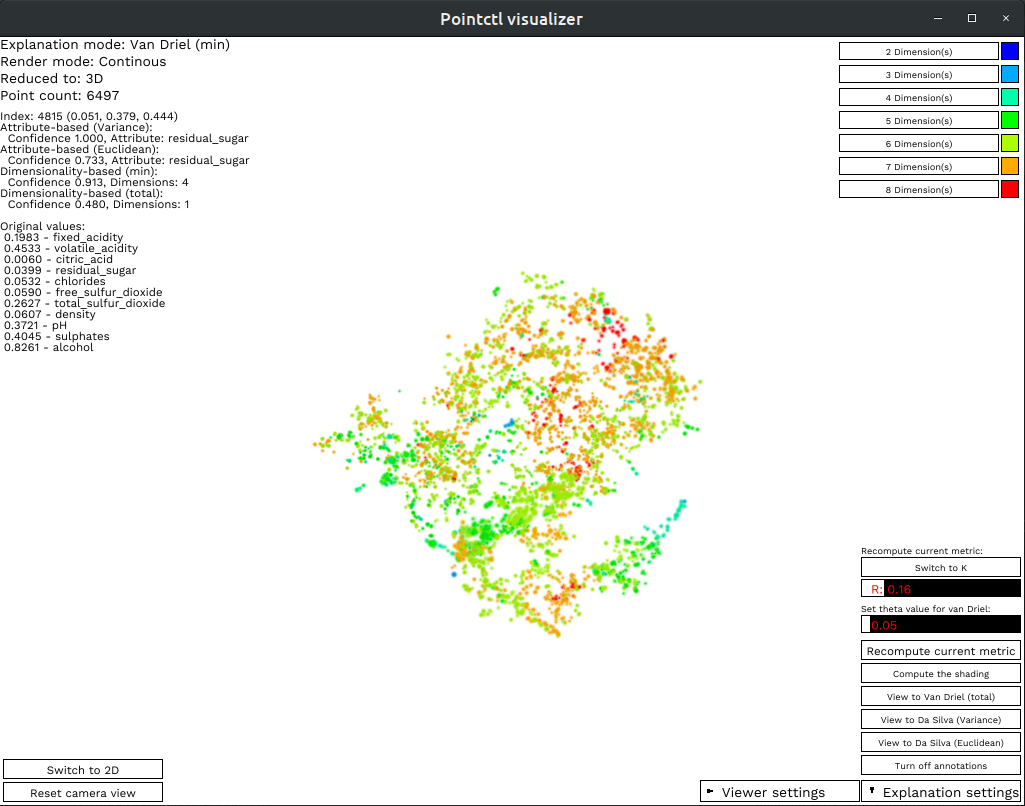 Pointctl visualizer
Explanation mode: Van Driel (min)
Render mode: Continous
Reduced to: 3D
Point count: 6497
Index: 4815 (0.051, 0.379, 0.444)
Attribute-based (Variance):
Confidence 1.000, Attribute: residual_sugar
Attribute-based (Euclidean):
Confidence 0.733, Attribute: residual_sugar
Dimensionality-based (min):
Confidence 0.913, Dimensions: 4
Dimensionality-based (total):
Confidence 0.480, Dimensions: 1
Original values:
0.1983 - fixed_acidity
0.4533 - volatile_acidity
0.0060 - citric_acid
0.0399 - residual_sugar
0.0532 - chlorides
0.0590 - free_sulfur_dioxide
0.2627 - total_sulfur_dioxide
0.0607 - density
0.3721 - pH
0.4045 - sulphates
0.8261 - alcohol
2 Dimension(s)
3 Dimension(s)
4 Dimension(s)
5 Dimension(s)
6 Dimension(s)
7 Dimension(s)
8 Dimension(s)
Recompute current metric:
Switch to K
R: 0.16
Set theta value for van Driel:
0.05
Recompute current metric
Compute the shading
View to Van Driel (total)
View to Da Silva (Variance)
View to Da Silva (Euclidean)
Turn off annotations
Switch to 2D
Reset camera view
Viewer settings
Explanation settings